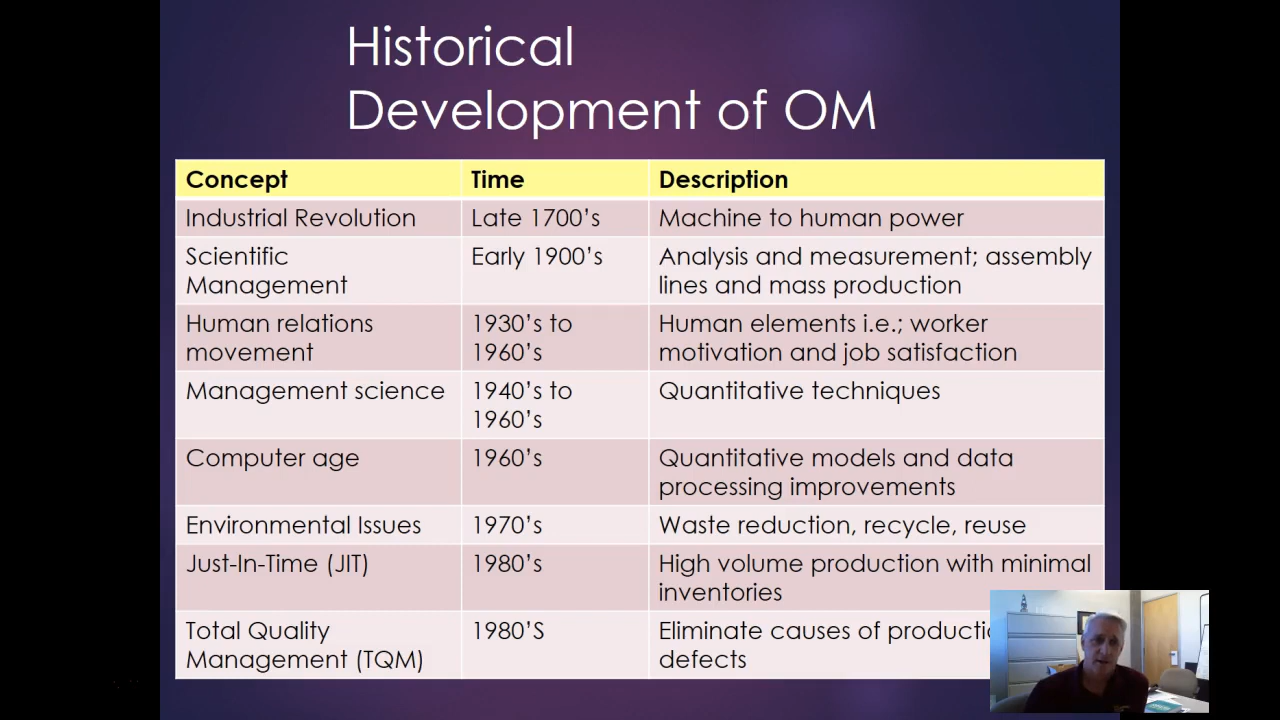 Historical
Development of OM
Concept Time Description
Industrial Revolution Late 1700's Machine to human power
Scientific Management Early 1900's Analysis and measurement; assembly lines and mass production
Human relations movement 1930's to 1960's Human elements i.e.; worker motivation and job satisfaction
Management science 1940's to 1960's Quantitative techniques
Computer age 1960's Quantitative models and data processing improvements
Environmental Issues 1970's Waste reduction, recycle, reuse
Just-In-Time (JIT) 1980's High volume production with minimal inventories
Total Quality Management (TQM) 1980'S Eliminate causes of defects